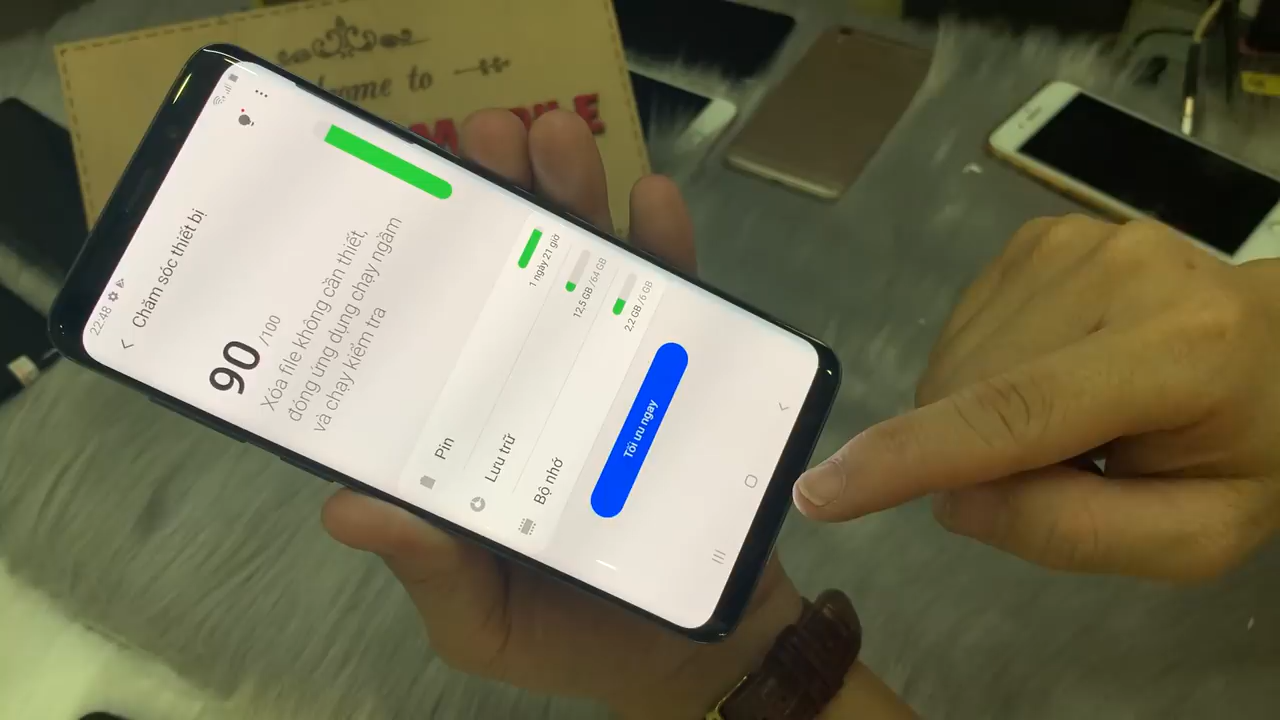 22:48
Chăm sóc thiết bị
90 /100
Xóa file không cần thiết,
đóng ứng dụng chạy ngầm
và chạy kiểm tra
Pin
1 ngày 21 giờ
Lưu trữ
12,5 GB /64 GB
Bộ nhớ
2,2 GB /6 GB
Tối ưu ngay
to